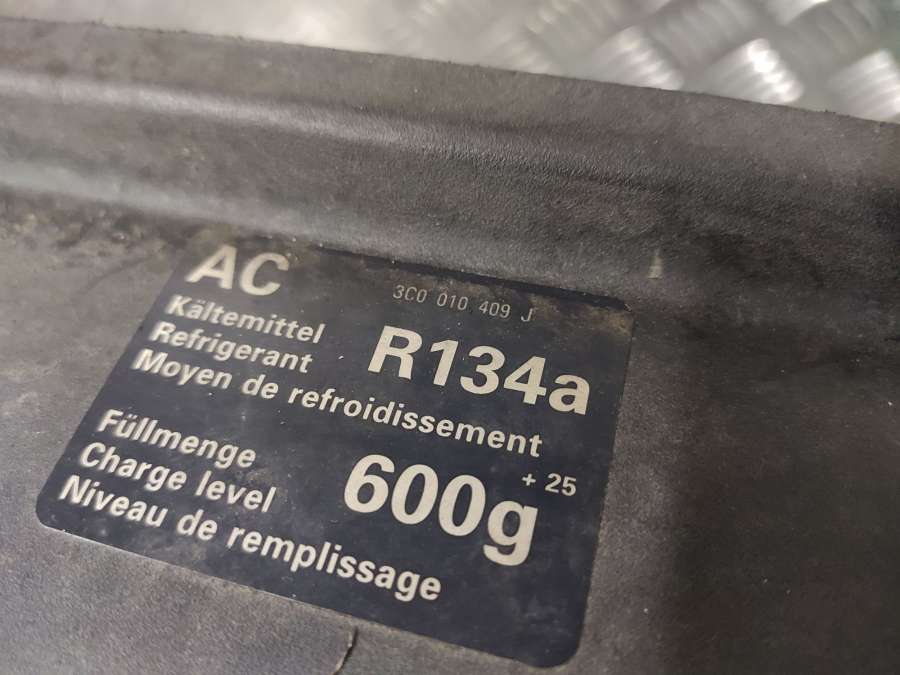 AC
3C0 010 409 J
Kältemittel
Refrigerant
Moyen de refroidissement
R134a
Füllmenge
Charge level
Niveau de remplissage
600g + 25